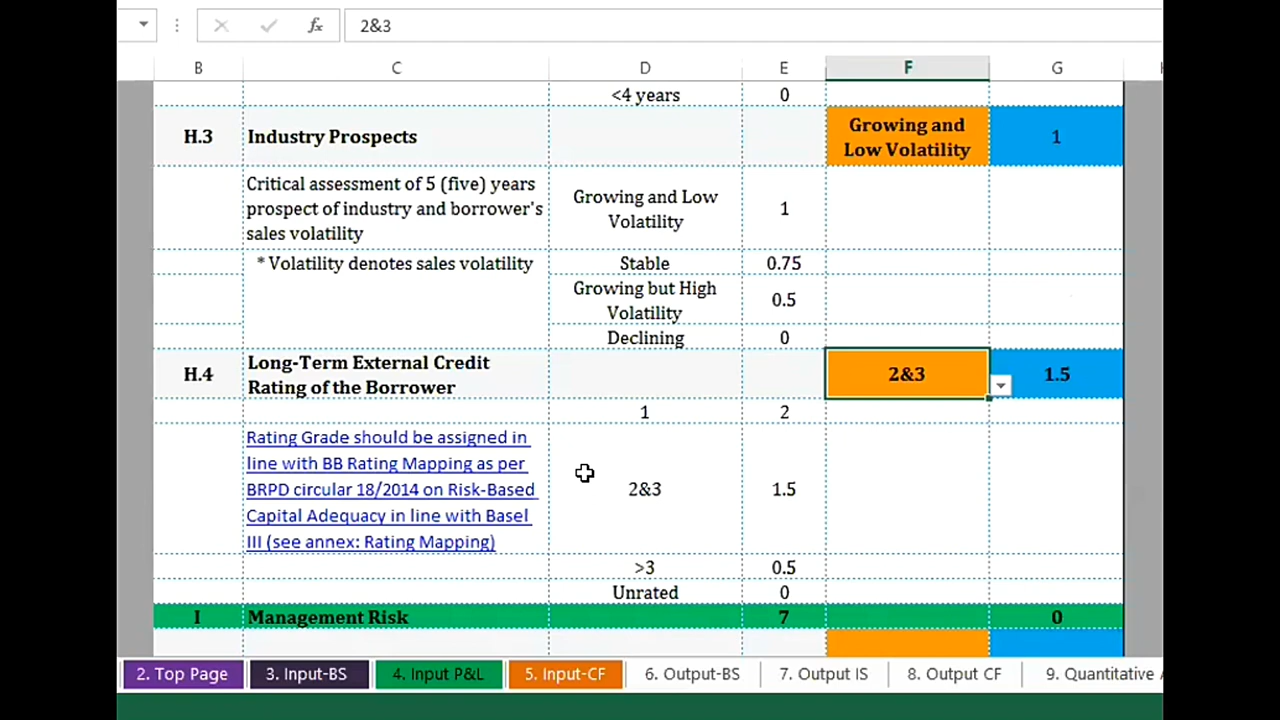 fx 2&3
B C D E F G
<4 years 0
H.3 Industry Prospects Growing and Low Volatility 1
Critical assessment of 5 (five) years
prospect of industry and borrower's
sales volatility
Growing and Low
Volatility
1
* Volatility denotes sales volatility Stable 0.75
Growing but High
Volatility
0.5
Declining 0
H.4 Long-Term External Credit
Rating of the Borrower
2&3 1.5
1 2
Rating Grade should be assigned in
line with BB Rating Mapping as per
BRPD circular 18/2014 on Risk-Based
Capital Adequacy in line with Basel
III (see annex: Rating Mapping)
2&3 1.5
>3 0.5
Unrated 0
I Management Risk 7 0
2. Top Page 3. Input-BS 4. Input P&L 5. Input-CF 6. Output-BS 7. Output IS 8. Output CF 9. Quantitative